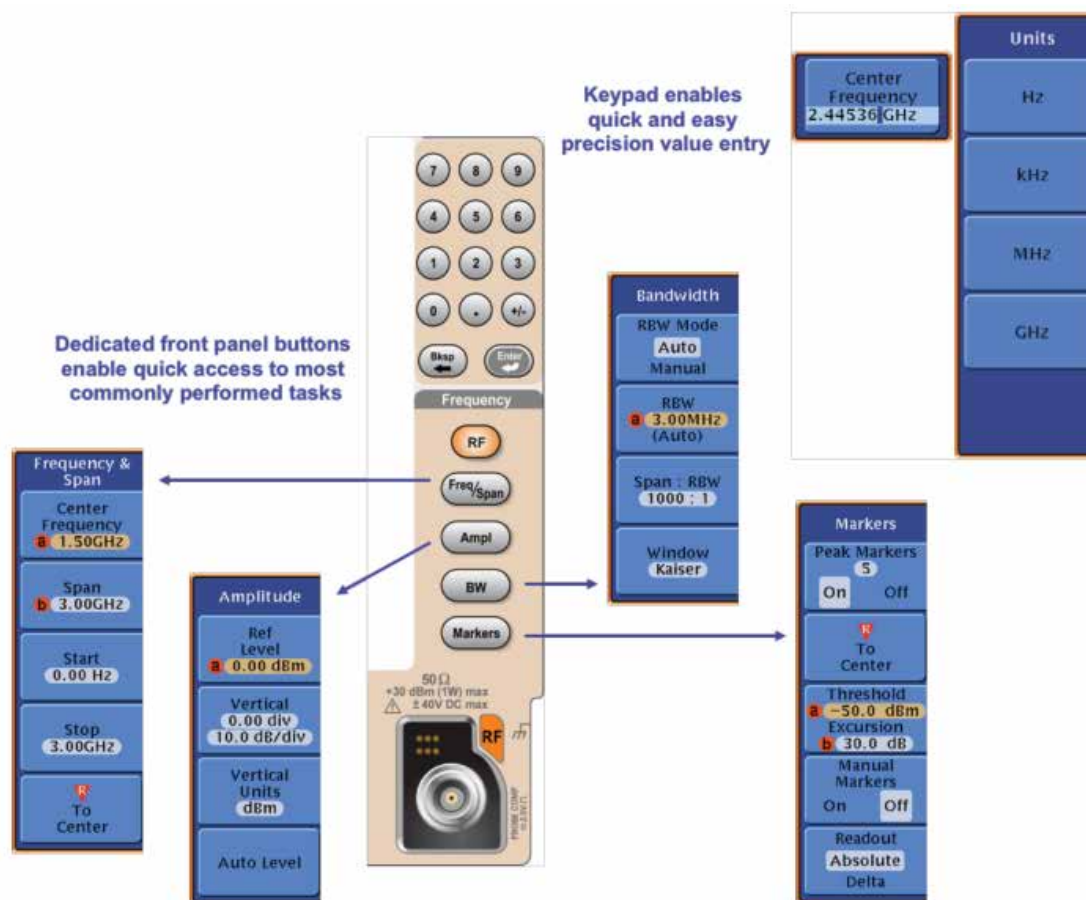 Keypad enables
quick and easy
precision value entry
Center
Frequency
2.44536 GHz
Units
Hz
kHz
MHz
GHz
7 8 9
4 5 6
1 2 3
0 . +/-
Bksp Enter
Frequency
RF
Freq/Span
Ampl
BW
Markers
50 Ω
+30 dBm (1W) max
± 40V DC max
RF
Dedicated front panel buttons
enable quick access to most
commonly performed tasks
Frequency &
Span
Center
Frequency
a 1.50GHz
Span
b 3.00GHz
Start
0.00 Hz
Stop
3.00GHz
R
To
Center
Amplitude
Ref
Level
a 0.00 dBm
Vertical
0.00 div
10.0 dB/div
Vertical
Units
dBm
Auto Level
Bandwidth
RBW Mode
Auto
Manual
RBW
a 3.00MHz
(Auto)
Span : RBW
1000 : 1
Window
Kaiser
Markers
Peak Markers
5
On Off
R
To
Center
Threshold
a -50.0 dBm
Excursion
b 30.0 dB
Manual
Markers
On Off
Readout
Absolute
Delta
PROBE COMP